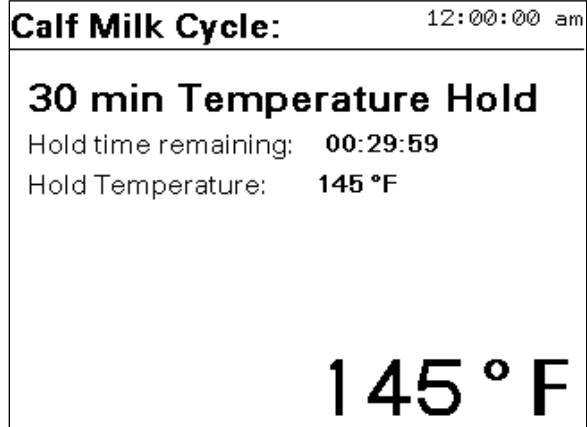 Calf Milk Cycle: 12:00:00 am
30 min Temperature Hold
Hold time remaining: 00:29:59
Hold Temperature: 145 °F
145 ° F